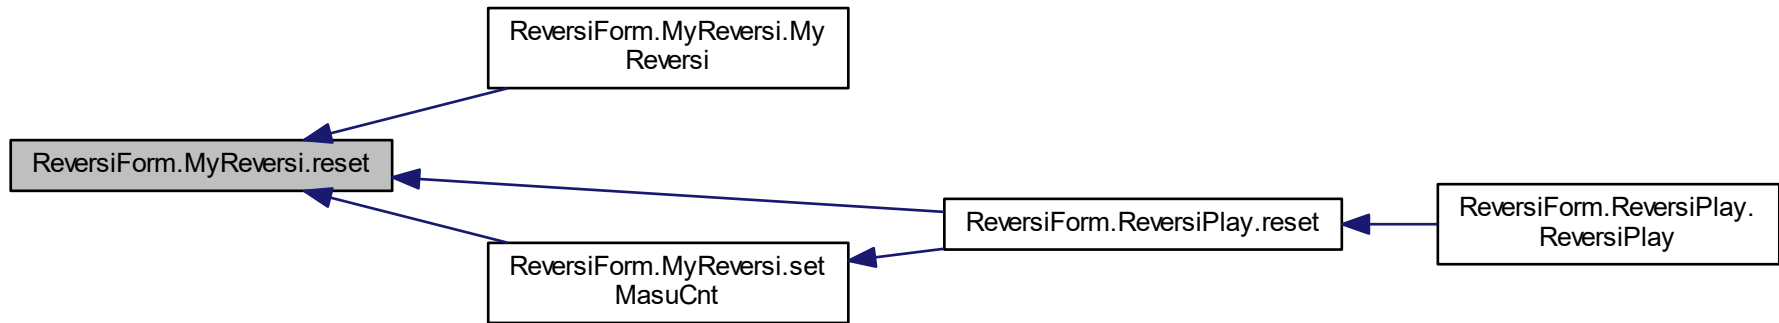 ReversiForm.MyReversi.My
Reversi
ReversiForm.MyReversi.reset
ReversiForm.ReversiPlay.reset
ReversiForm.ReversiPlay.
ReversiPlay
ReversiForm.MyReversi.set
MasuCnt